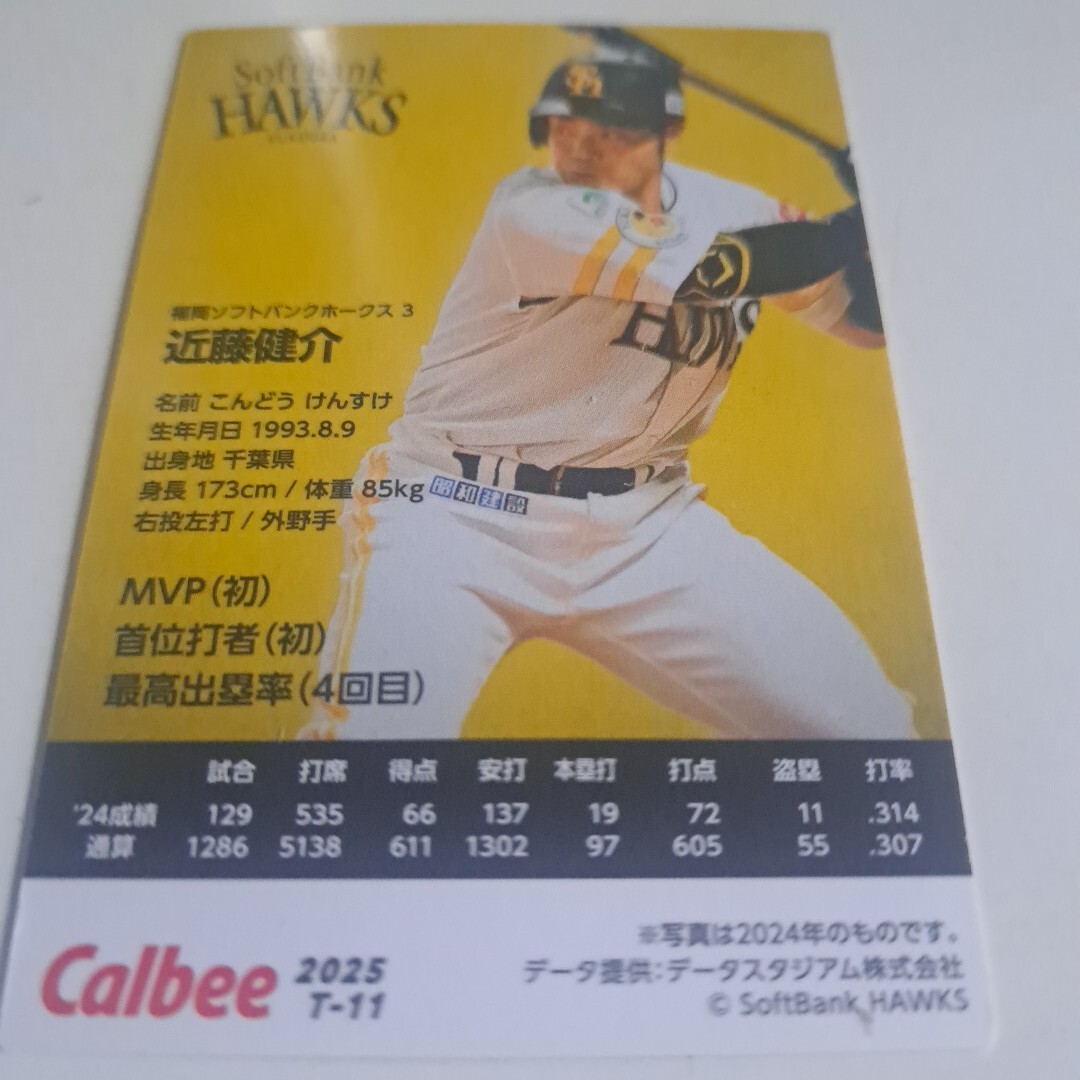 SoftBank
HAWKS
FUKUOKA
HAWKS
福岡ソフトバンクホークス 3
近藤健介
名前 こんどう けんすけ
生年月日 1993.8.9
出身地 千葉県
身長 173cm / 体重 85kg
昭和建設
右投左打 / 外野手
MVP(初)
首位打者(初)
最高出塁率(4回目)
試合 打席 得点 安打 本塁打 打点 盗塁 打率
'24成績 129 535 66 137 19 72 11 .314
通算 1286 5138 611 1302 97 605 55 .307
Calbee 2025
T-11
※写真は2024年のものです。
データ提供:データスタジアム株式会社
© SoftBank HAWKS